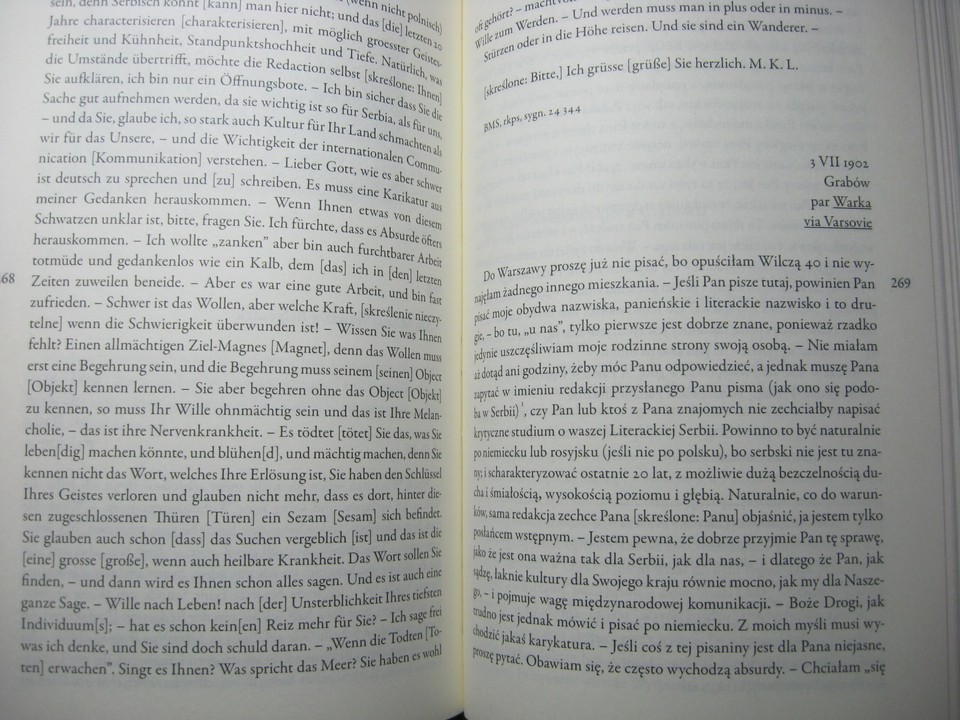 sein, denn Serbisch könnt [kann] man hier nicht; und das [die] letzten 20
(wenn nicht polnisch)
Jahre charakterisieren [charakterisieren], mit möglich groesster Geistes-
freiheit und Kühnheit, Standpunktshochheit und Tiefe. Natürlich, was
die Umstände übertrifft, möchte die Redaction selbst [skreślone: Ihnen]
Sie aufklären, ich bin nur ein Öffnungsbote. – Ich bin sicher dass Sie die
Sache gut aufnehmen werden, da sie wichtig ist so für Serbia, als für uns,
– und da Sie, glaube ich, so stark auch Kultur für Ihr Land schmachten als
wir für das Unsere, – und die Wichtigkeit der internationalen Commu-
nication [Kommunikation] verstehen. – Lieber Gott, wie es aber schwer
ist deutsch zu sprechen und [zu] schreiben. Es muss eine Karikatur aus
meiner Gedanken herauskommen. – Wenn Ihnen etwas von diesem
Schwatzen unklar ist, bitte, fragen Sie. Ich fürchte, dass es Absurde öfters
herauskommen. – Ich wollte „zanken” aber bin auch furchtbarer Arbeit
totmüde und gedankenlos wie ein Kalb, dem [das] ich in [den] letzten
Zeiten zuweilen beneide. – Aber es war eine gute Arbeit, und bin fast
zufrieden. – Schwer ist das Wollen, aber welche Kraft, [skreślenie nieczy-
telne] wenn die Schwierigkeit überwunden ist! – Wissen Sie was Ihnen
fehlt? Einen allmächtigen Ziel-Magnes [Magnet], denn das Wollen muss
erst eine Begehrung sein, und die Begehrung muss seinem [seinen] Object
[Objekt] kennen lernen. – Sie aber begehren ohne das Object [Objekt]
zu kennen, so muss Ihr Wille ohnmächtig sein und das ist Ihre Melan-
cholie, – das ist ihre Nervenkrankheit. – Es tödtet [tötet] Sie das, was Sie
leben[dig] machen könnte, und blühen[d], und mächtig machen, denn Sie
kennen nicht das Wort, welches Ihre Erlösung ist, Sie haben den Schlüssel
Ihres Geistes verloren und glauben nicht mehr, dass es dort, hinter die-
sen zugeschlossenen Thüren [Türen] ein Sezam [Sesam] sich befindet.
Sie glauben auch schon [dass] das Suchen vergeblich [ist] und das ist die
[eine] grosse [große], wenn auch heilbare Krankheit. Das Wort sollen Sie
finden, – und dann wird es Ihnen schon alles sagen. Und es ist auch eine
ganze Sage. – Wille nach Leben! nach [der] Unsterblichkeit Ihres tiefsten
Individuum[s]; – hat es schon kein[en] Reiz mehr für Sie? – Ich sage frei
was ich denke, und Sie sind doch schuld daran. – „Wenn die Todten [To-
ten] erwachen”. Singt es Ihnen? Was spricht das Meer? Sie haben es wohl
68
oft gehört? –
Wille zum Werden. – Und werden muss man in plus oder in minus. –
Stürzen oder in die Höhe reisen. Und sie sind ein Wanderer. –
[skreślone: Bitte,] Ich grüsse [grüße] Sie herzlich. M. K. L.
BMS, rkps, sygn. 24 344
3 VII 1902
Grabów
par Warka
via Varsovie
Do Warszawy proszę już nie pisać, bo opuściłam Wilczą 40 i nie wy-
najęłam żadnego innego mieszkania. – Jeśli Pan pisze tutaj, powinien Pan
pisać moje obydwa nazwiska, panieńskie i literackie nazwisko i to dru-
gie, – bo tu, „u nas”, tylko pierwsze jest dobrze znane, ponieważ rzadko
jedynie uszczęśliwiam moje rodzinne strony swoją osobą. – Nie miałam
aż dotąd ani godziny, żeby móc Panu odpowiedzieć, a jednak muszę Pana
zapytać w imieniu redakcji przysłanego Panu pisma (jak ono się podo-
ba w Serbii)¹, czy Pan lub ktoś z Pana znajomych nie zechciałby napisać
krytyczne studium o waszej Literackiej Serbii. Powinno to być naturalnie
po niemiecku lub rosyjsku (jeśli nie po polsku), bo serbski nie jest tu zna-
ny; i scharakteryzować ostatnie 20 lat, z możliwie dużą bezczelnością du-
cha i śmiałością, wysokością poziomu i głębią. Naturalnie, co do warun-
ków, sama redakcja zechce Pana [skreślone: Panu] objaśnić, ja jestem tylko
posłańcem wstępnym. – Jestem pewna, że dobrze przyjmie Pan tę sprawę,
jako że jest ona ważna tak dla Serbii, jak dla nas, – i dlatego że Pan, jak
sądzę, łaknie kultury dla Swojego kraju równie mocno, jak my dla Nasze-
go, – i pojmuje wagę międzynarodowej komunikacji. – Boże Drogi, jak
trudno jest jednak mówić i pisać po niemiecku. Z moich myśli musi wy-
chodzić jakaś karykatura. – Jeśli coś z tej pisaniny jest dla Pana niejasne,
proszę pytać. Obawiam się, że często wychodzą absurdy. – Chciałam „się
269